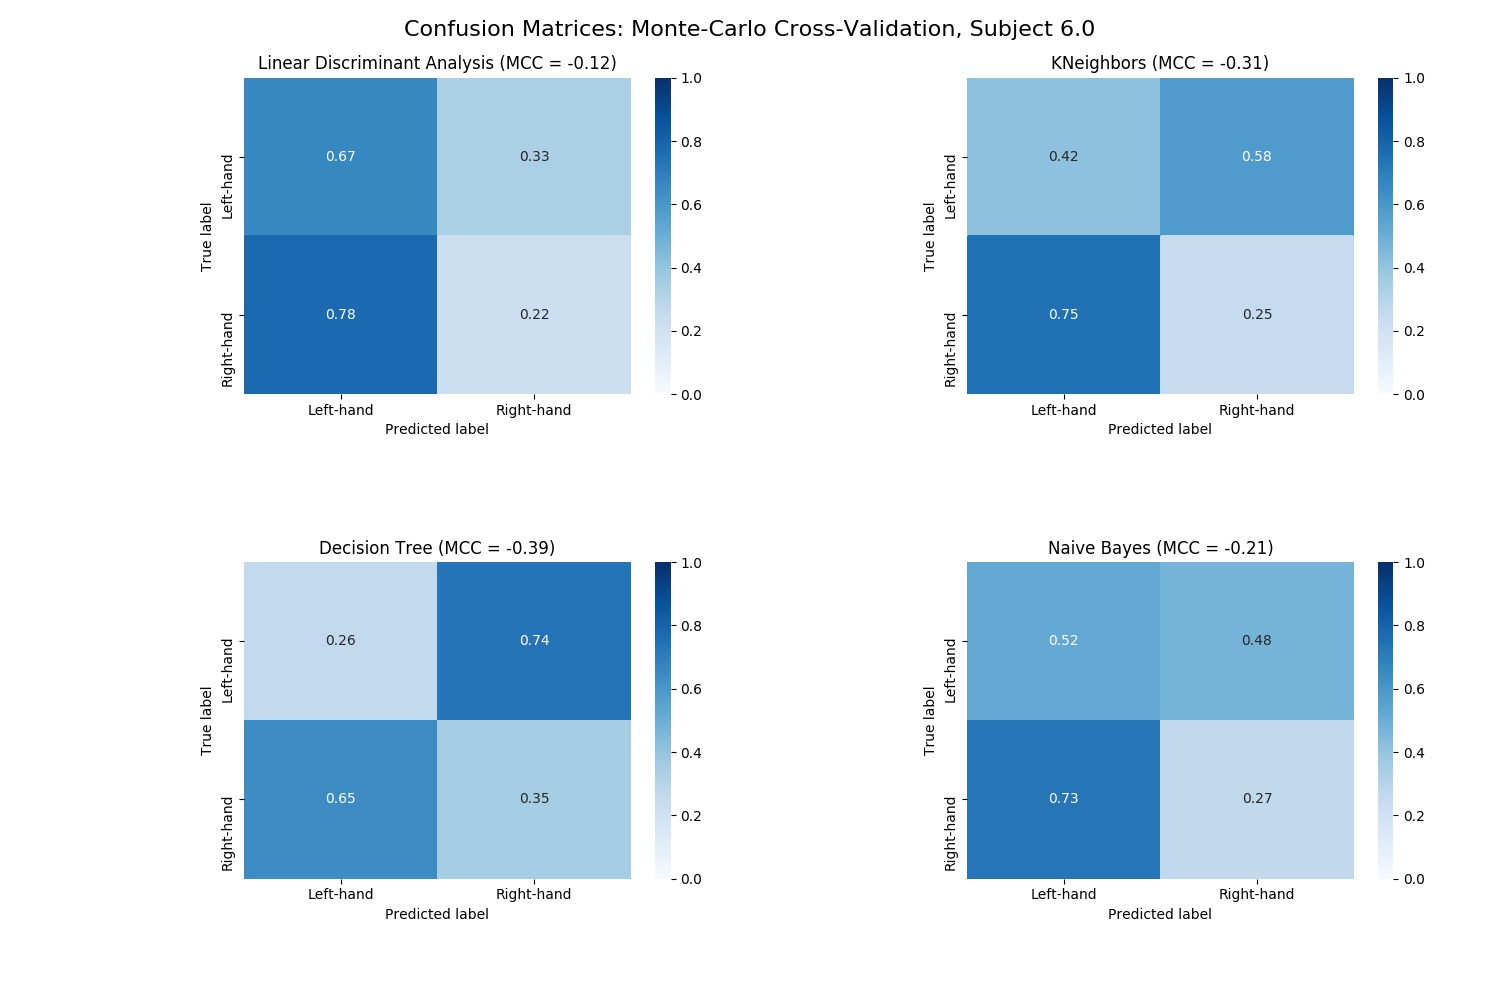 Confusion Matrices: Monte-Carlo Cross-Validation, Subject 6.0
Linear Discriminant Analysis (MCC = -0.12)
True label
Left-hand
Right-hand
0.67
0.33
0.78
0.22
Left-hand
Right-hand
Predicted label
1.0
0.8
0.6
0.4
0.2
0.0
KNeighbors (MCC = -0.31)
True label
Left-hand
Right-hand
0.42
0.58
0.75
0.25
Left-hand
Right-hand
Predicted label
1.0
0.8
0.6
0.4
0.2
0.0
Decision Tree (MCC = -0.39)
True label
Left-hand
Right-hand
0.26
0.74
0.65
0.35
Left-hand
Right-hand
Predicted label
1.0
0.8
0.6
0.4
0.2
0.0
Naive Bayes (MCC = -0.21)
True label
Left-hand
Right-hand
0.52
0.48
0.73
0.27
Left-hand
Right-hand
Predicted label
1.0
0.8
0.6
0.4
0.2
0.0